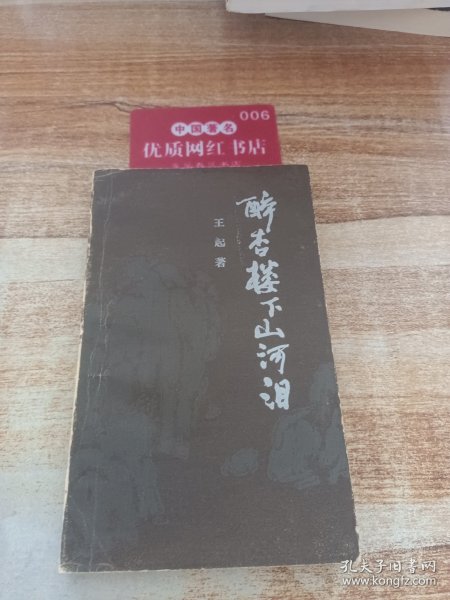 006
中国著名
优质网红书店
醉杏楼下山河泪
王起著
孔夫子旧书网
www.kongfz.com